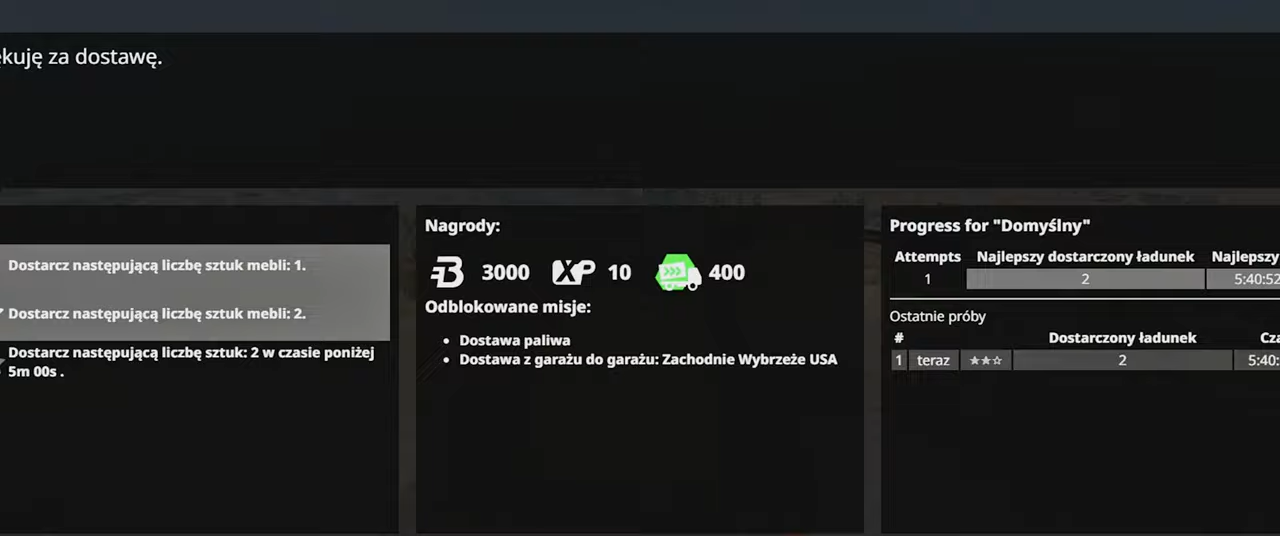 ekuję za dostawę.
Dostarcz następującą liczbę sztuk mebli: 1.
Dostarcz następującą liczbę sztuk mebli: 2.
Dostarcz następującą liczbę sztuk: 2 w czasie poniżej
5m 00s .
Nagrody:
3000 XP 10 400
Odblokowane misje:
• Dostawa paliwa
• Dostawa z garażu do garażu: Zachodnie Wybrzeże USA
Progress for "Domyślny"
Attempts Najlepszy dostarczony ładunek Najlepszy
1 2 5:40:52
Ostatnie próby
# Dostarczony ładunek Cza
1 teraz ★★☆ 2 5:40: